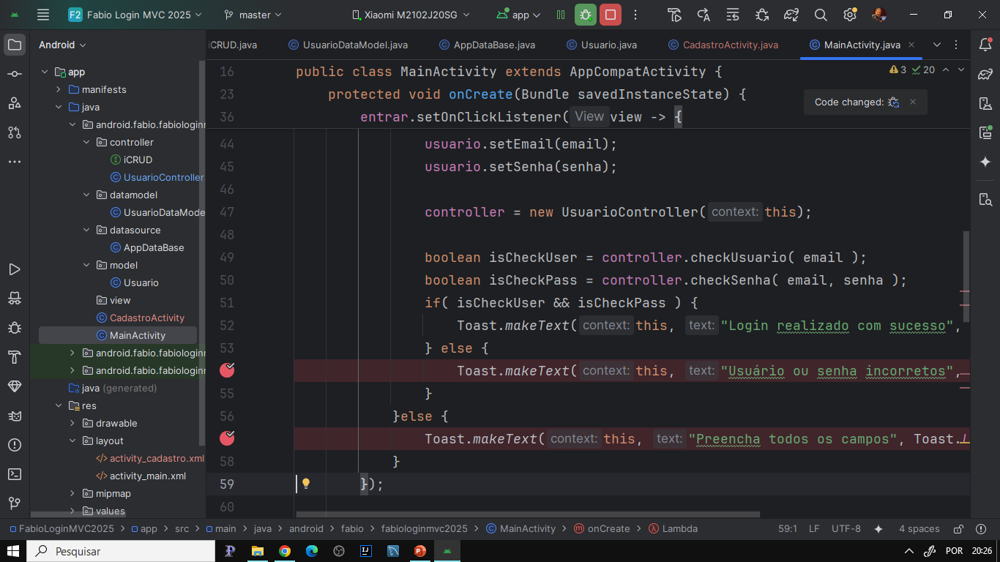 F2 Fabio Login MVC 2025 master Xiaomi M2102J20SG app
Android
app
manifests
java
android.fabio.fabiologinm
controller
iCRUD
UsuarioController
datamodel
UsuarioDataMode
datasource
AppDataBase
model
Usuario
view
CadastroActivity
MainActivity
android.fabio.fabiologinm
android.fabio.fabiologinm
java (generated)
res
drawable
layout
activity_cadastro.xml
activity_main.xml
mipmap
values
iCRUD.java UsuarioDataModel.java AppDataBase.java Usuario.java CadastroActivity.java MainActivity.java
3 20
Code changed:
16 public class MainActivity extends AppCompatActivity {
23 protected void onCreate(Bundle savedInstanceState) {
36 entrar.setOnClickListener( View view -> {
44 usuario.setEmail(email);
45 usuario.setSenha(senha);
46
47 controller = new UsuarioController( context: this);
48
49 boolean isCheckUser = controller.checkUsuario( email );
50 boolean isCheckPass = controller.checkSenha( email, senha );
51 if( isCheckUser && isCheckPass ) {
52 Toast.makeText( context: this, text: "Login realizado com sucesso",
53 } else {
Toast.makeText( context: this, text: "Usuário ou senha incorretos",
55 }
56 }else {
Toast.makeText( context: this, text: "Preencha todos os campos", Toast.L
58 }
59 });
60
FabioLoginMVC2025 app src main java android fabio fabiologinmvc2025 MainActivity onCreate Lambda 59:1 LF UTF-8 4 spaces
Pesquisar POR 20:26